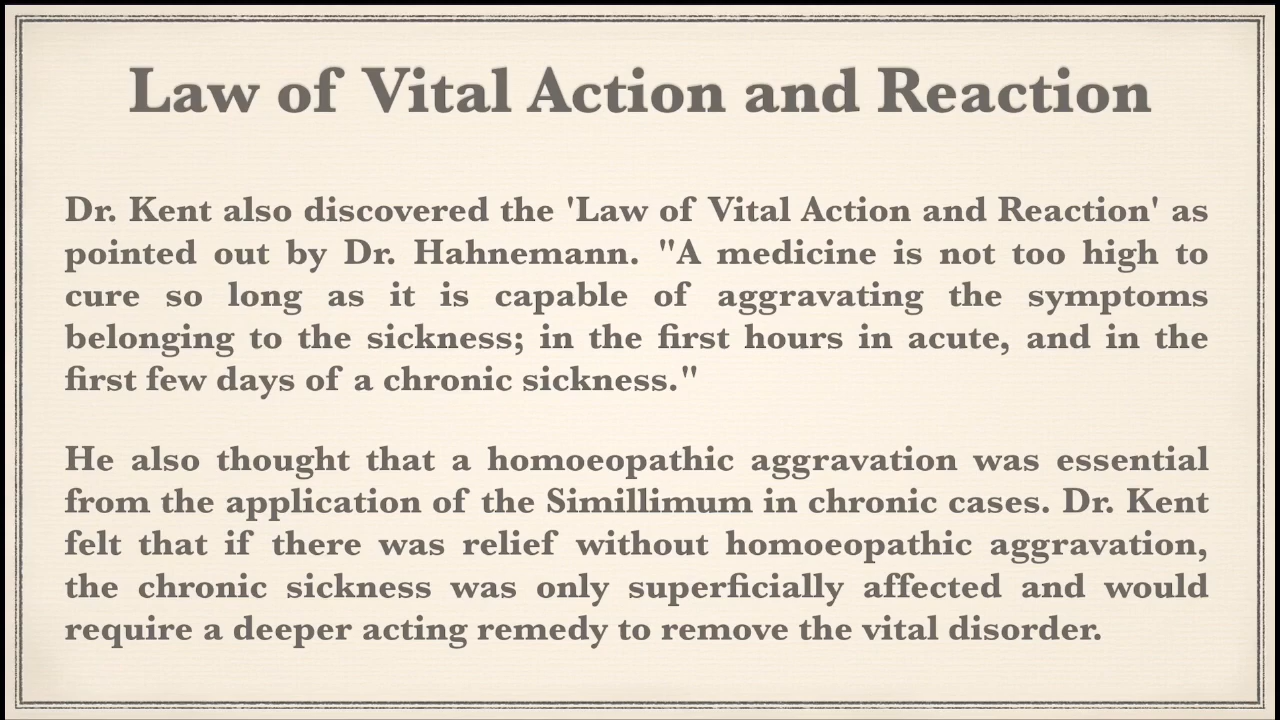 Law of Vital Action and Reaction
Dr. Kent also discovered the 'Law of Vital Action and Reaction' as
pointed out by Dr. Hahnemann. "A medicine is not too high to
cure so long as it is capable of aggravating the symptoms
belonging to the sickness; in the first hours in acute, and in the
first few days of a chronic sickness."
He also thought that a homoeopathic aggravation was essential
from the application of the Simillimum in chronic cases. Dr. Kent
felt that if there was relief without homoeopathic aggravation,
the chronic sickness was only superficially affected and would
require a deeper acting remedy to remove the vital disorder.